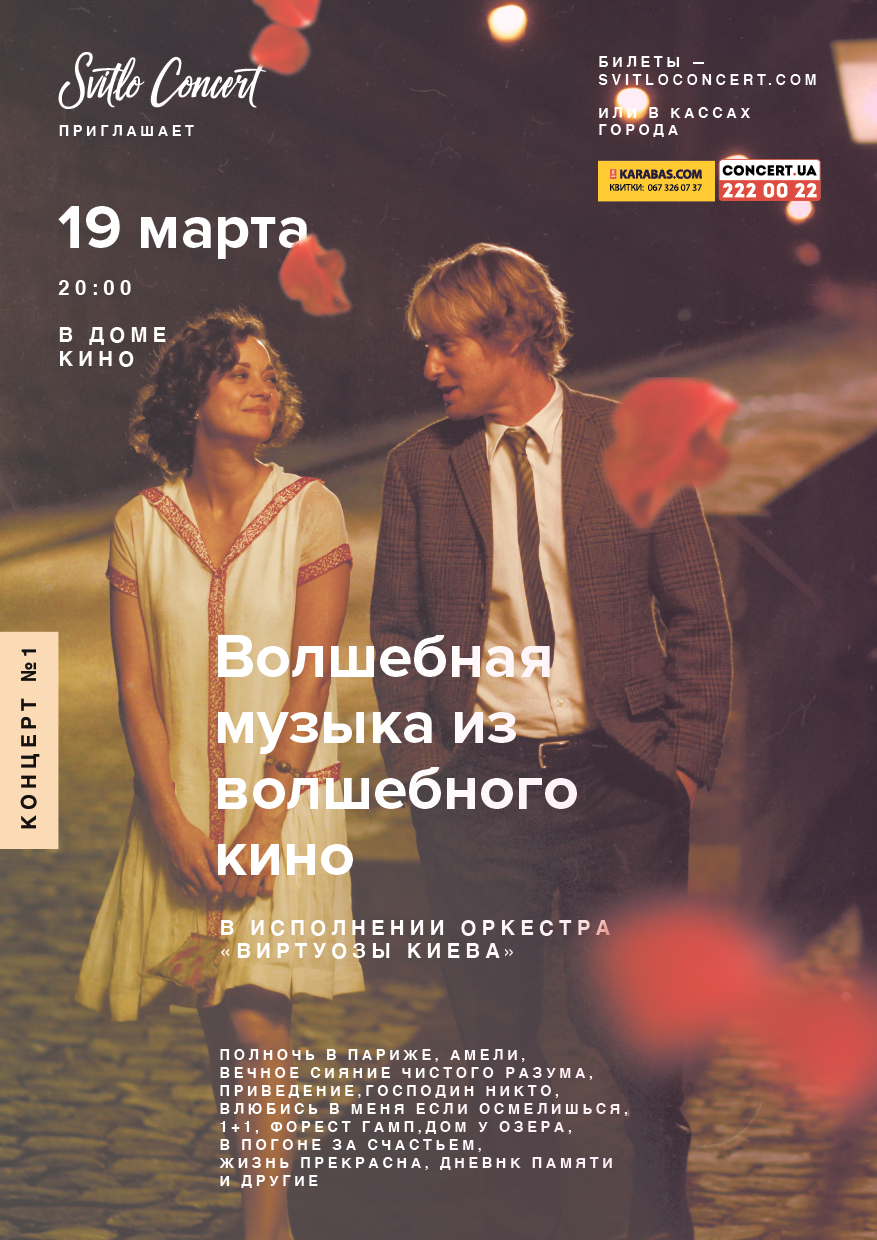 Svitlo Concert
ПРИГЛАШАЕТ
БИЛЕТЫ —
SVITLOCONCERT.COM
ИЛИ В КАССАХ
ГОРОДА
KARABAS.COM
КВИТКИ: 067 326 07 37
CONCERT.UA
222 00 22
19 марта
20:00
В ДОМЕ
КИНО
КОНЦЕРТ №1
Волшебная
музыка из
волшебного
кино
В ИСПОЛНЕНИИ ОРКЕСТРА
«ВИРТУОЗЫ КИЕВА»
ПОЛНОЧЬ В ПАРИЖЕ, АМЕЛИ,
ВЕЧНОЕ СИЯНИЕ ЧИСТОГО РАЗУМА,
ПРИВЕДЕНИЕ,ГОСПОДИН НИКТО,
ВЛЮБИСЬ В МЕНЯ ЕСЛИ ОСМЕЛИШЬСЯ,
1+1, ФОРЕСТ ГАМП,ДОМ У ОЗЕРА,
В ПОГОНЕ ЗА СЧАСТЬЕМ,
ЖИЗНЬ ПРЕКРАСНА, ДНЕВНК ПАМЯТИ
И ДРУГИЕ